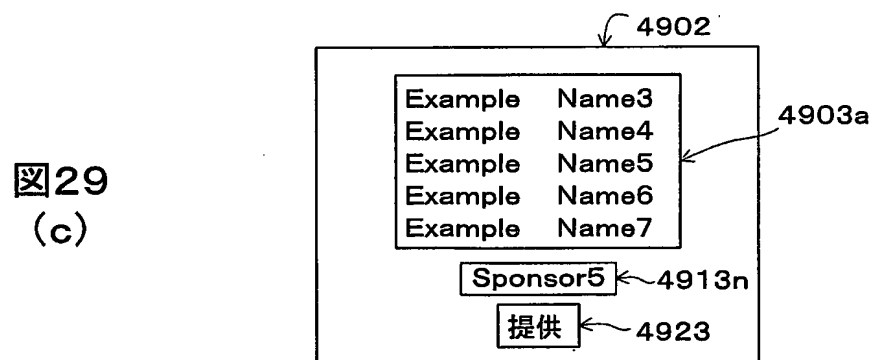 4902
Example Name3
Example Name4
Example Name5
Example Name6
Example Name7
4903a
図29
(c)
Sponsor5
4913n
提供
4923